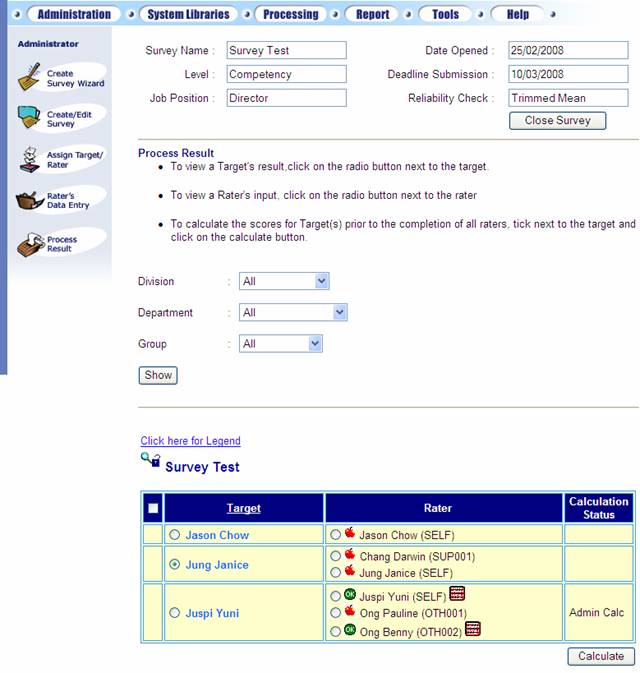 Administration System Libraries Processing Report Tools Help
Administrator
Create
Survey Wizard
Create/Edit
Survey
Assign Target/
Rater
Rater's
Data Entry
Process
Result
Survey Name : Survey Test Date Opened : 25/02/2008
Level : Competency Deadline Submission : 10/03/2008
Job Position : Director Reliability Check : Trimmed Mean
Close Survey
Process Result
• To view a Target's result,click on the radio button next to the target.
• To view a Rater's input, click on the radio button next to the rater
• To calculate the scores for Target(s) prior to the completion of all raters, tick next to the target and
click on the calculate button.
Division : All
Department : All
Group : All
Show
Click here for Legend
Survey Test
Target Rater Calculation
Status
Jason Chow Jason Chow (SELF)
Jung Janice Chang Darwin (SUP001)
Jung Janice (SELF)
Juspi Yuni OK Juspi Yuni (SELF)
Ong Pauline (OTH001) Admin Calc
OK Ong Benny (OTH002)
Calculate